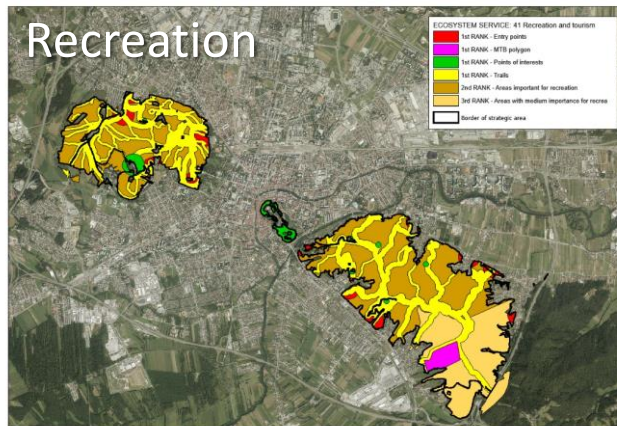 Recreation
ECOSYSTEM SERVICE: 41 Recreation and tourism
1st RANK - Entry points
1st RANK - MTB polygon
1st RANK - Points of interests
1st RANK - Trails
2nd RANK - Areas important for recreation
3rd RANK - Areas with medium importance for recrea
Border of strategic area